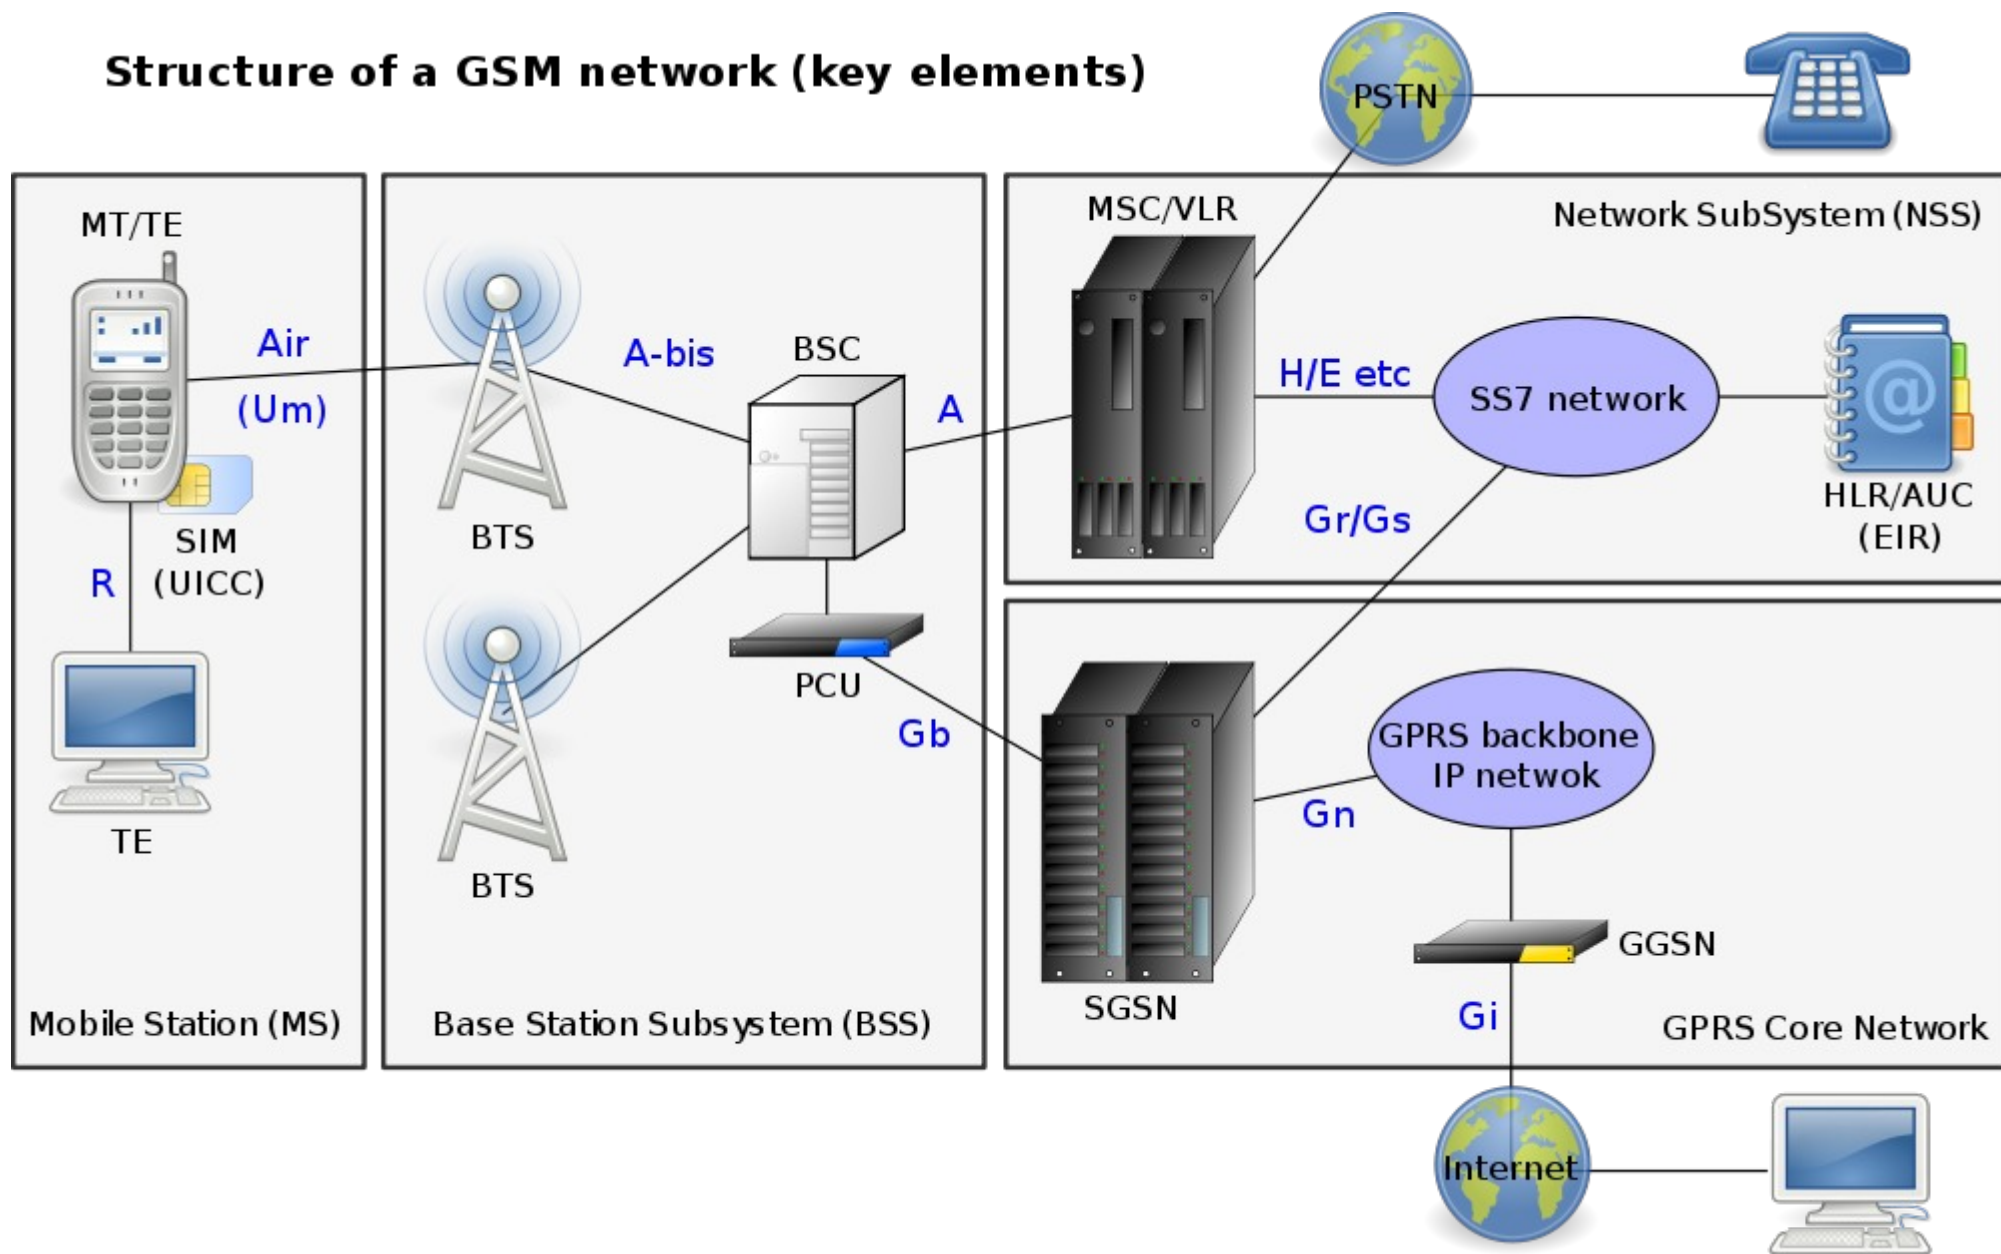 Structure of a GSM network (key elements)
PSTN
MT/TE
Air
(Um)
SIM
(UICC)
R
TE
Mobile Station (MS)
BTS
A-bis
BSC
A
BTS
PCU
Gb
Base Station Subsystem (BSS)
MSC/VLR
Network SubSystem (NSS)
H/E etc
SS7 network
HLR/AUC
(EIR)
Gr/Gs
SGSN
Gn
GPRS backbone
IP netwok
GGSN
Gi
GPRS Core Network
Internet